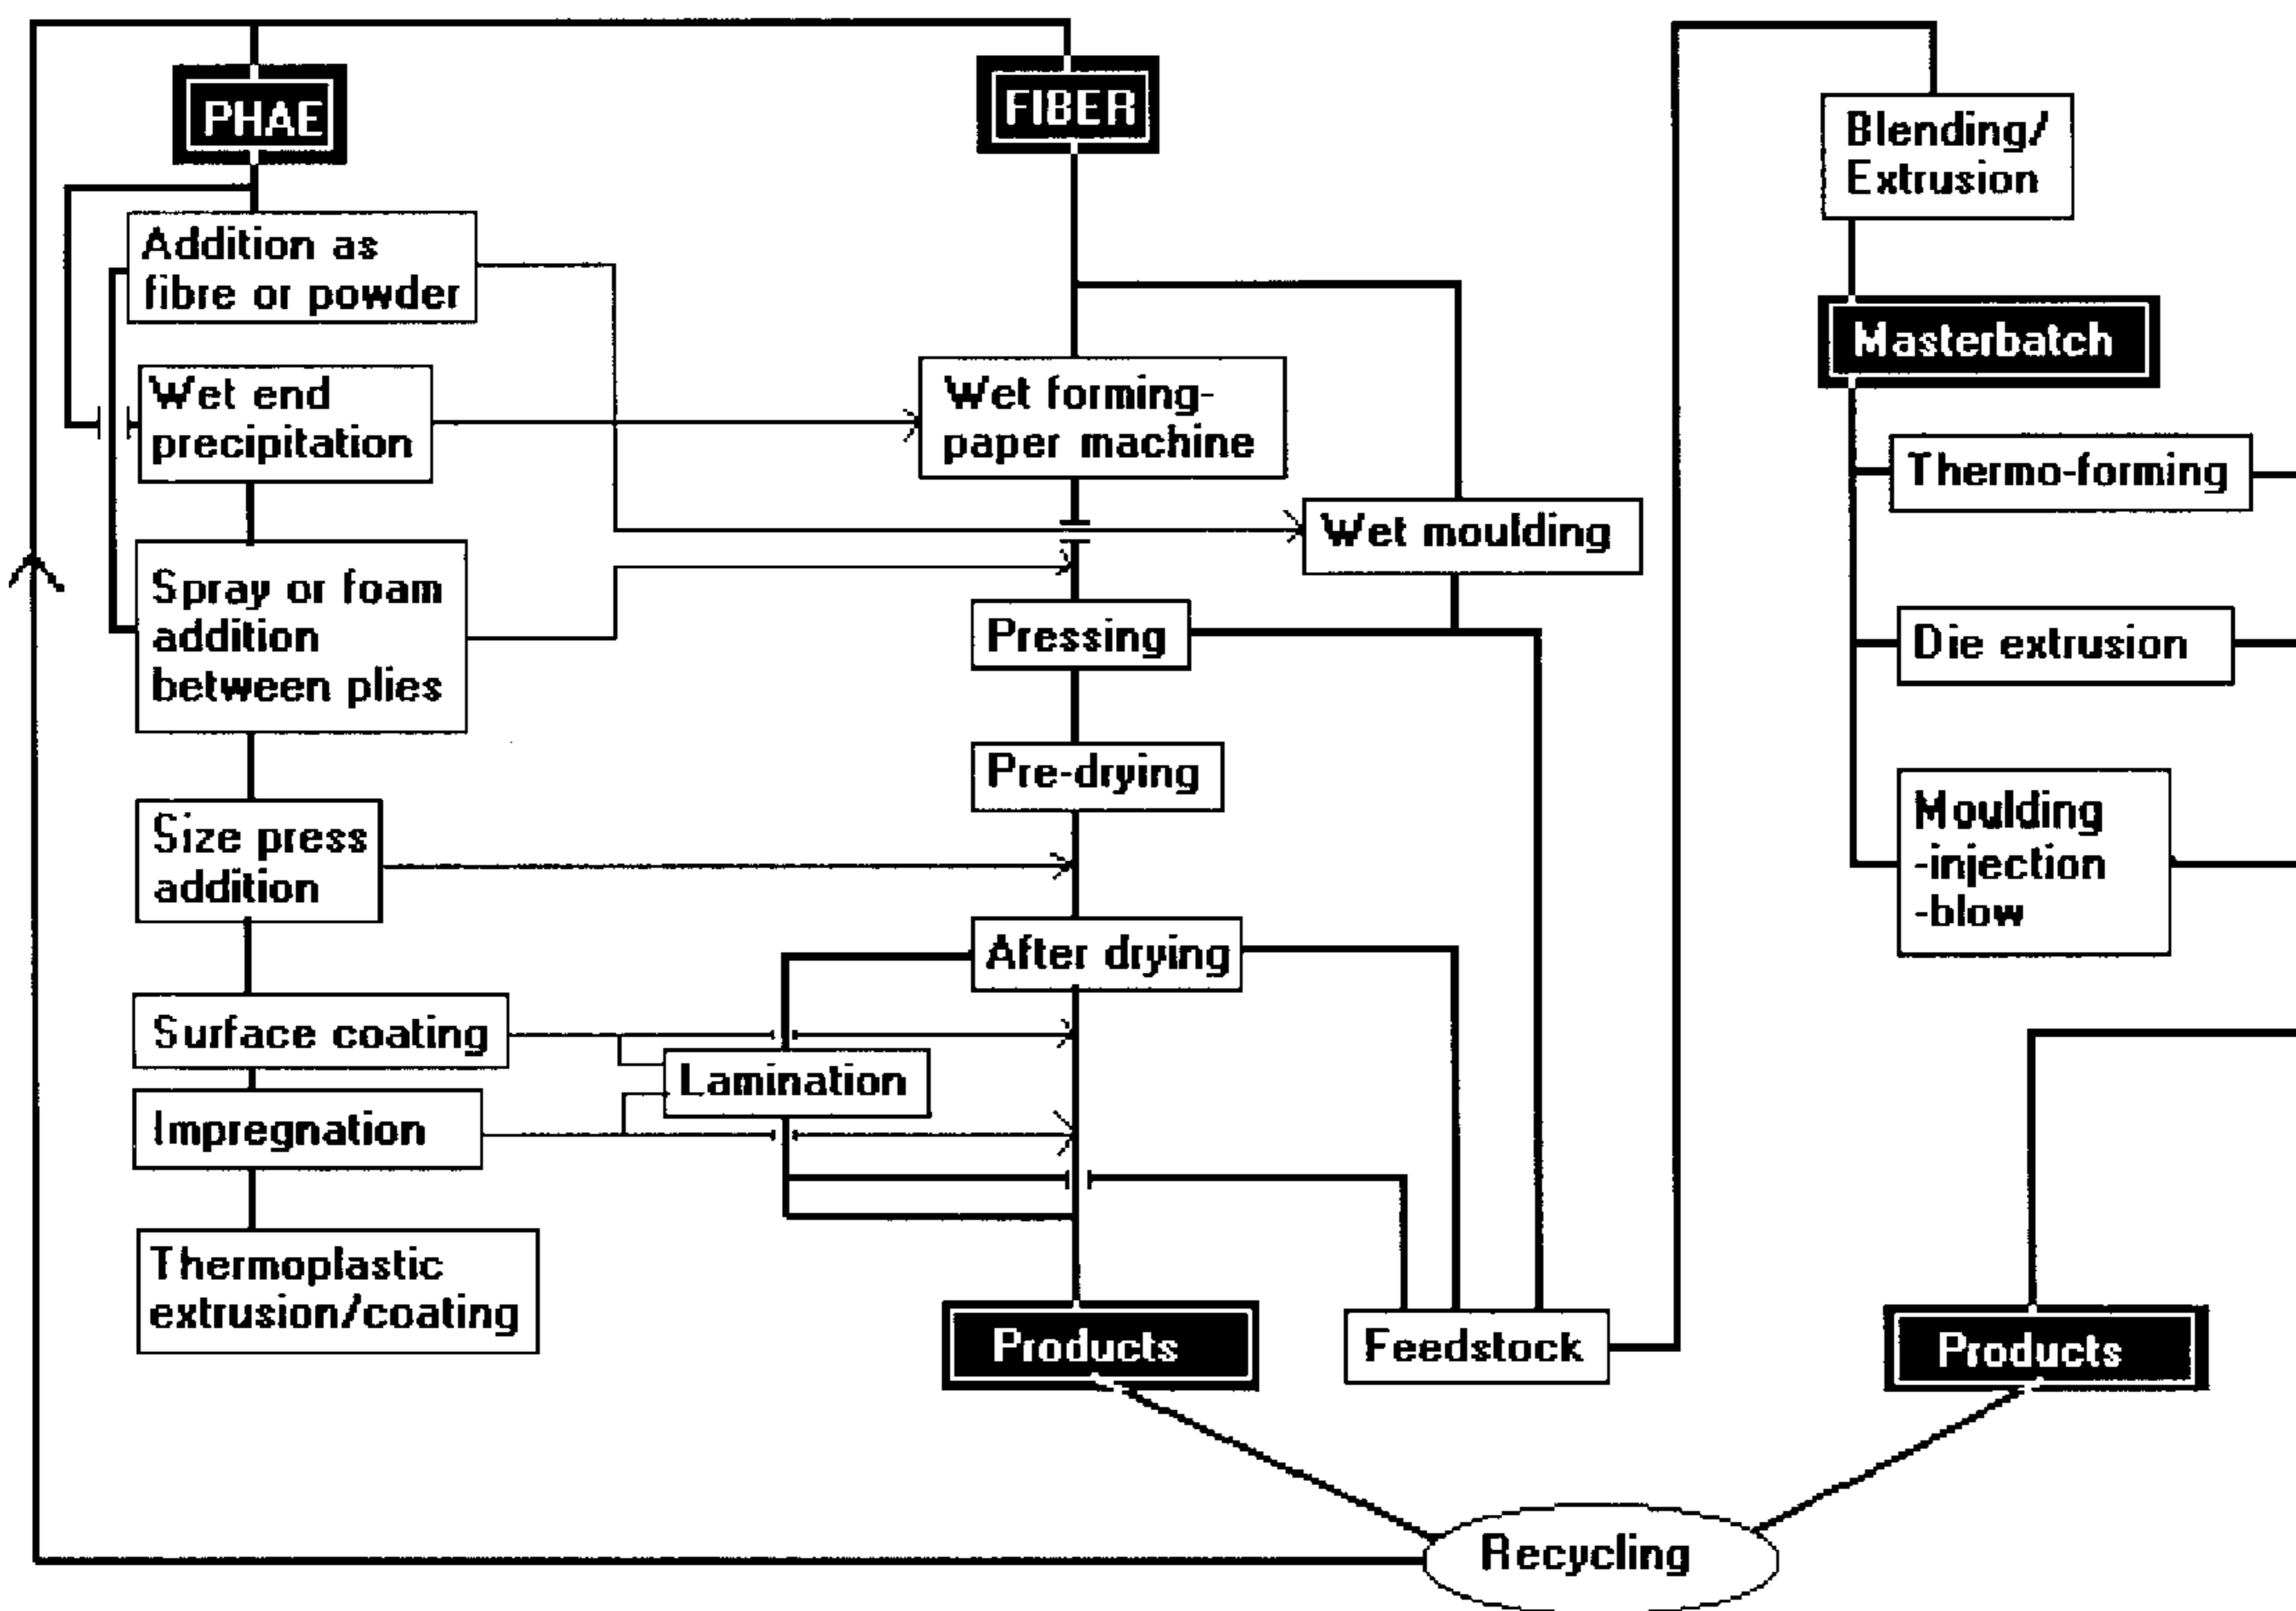 PHAE
Addition as
fibre or powder
Wet end
precipitation
Spray or foam
addition
between plies
Size press
addition
Surface coating
Impregnation
Thermoplastic
extrusion/coating
FIBER
Wet forming-
paper machine
Wet moulding
Pressing
Pre-drying
After drying
Lamination
Products
Feedstock
Blending/
Extrusion
Masterbatch
Thermo-forming
Die extrusion
Moulding
-injection
-blow
Products
Recycling